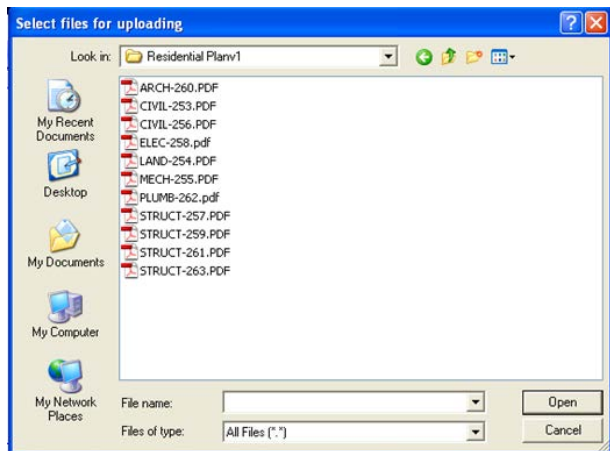 Select files for uploading
Look in:
Residential Planv1
My Recent
Documents
Desktop
My Documents
My Computer
My Network
Places
ARCH-260.PDF
CIVIL-253.PDF
CIVIL-256.PDF
ELEC-258.pdf
LAND-254.PDF
MECH-255.PDF
PLUMB-262.pdf
STRUCT-257.PDF
STRUCT-259.PDF
STRUCT-261.PDF
STRUCT-263.PDF
File name:
Open
Files of type:
All Files (*.*)
Cancel